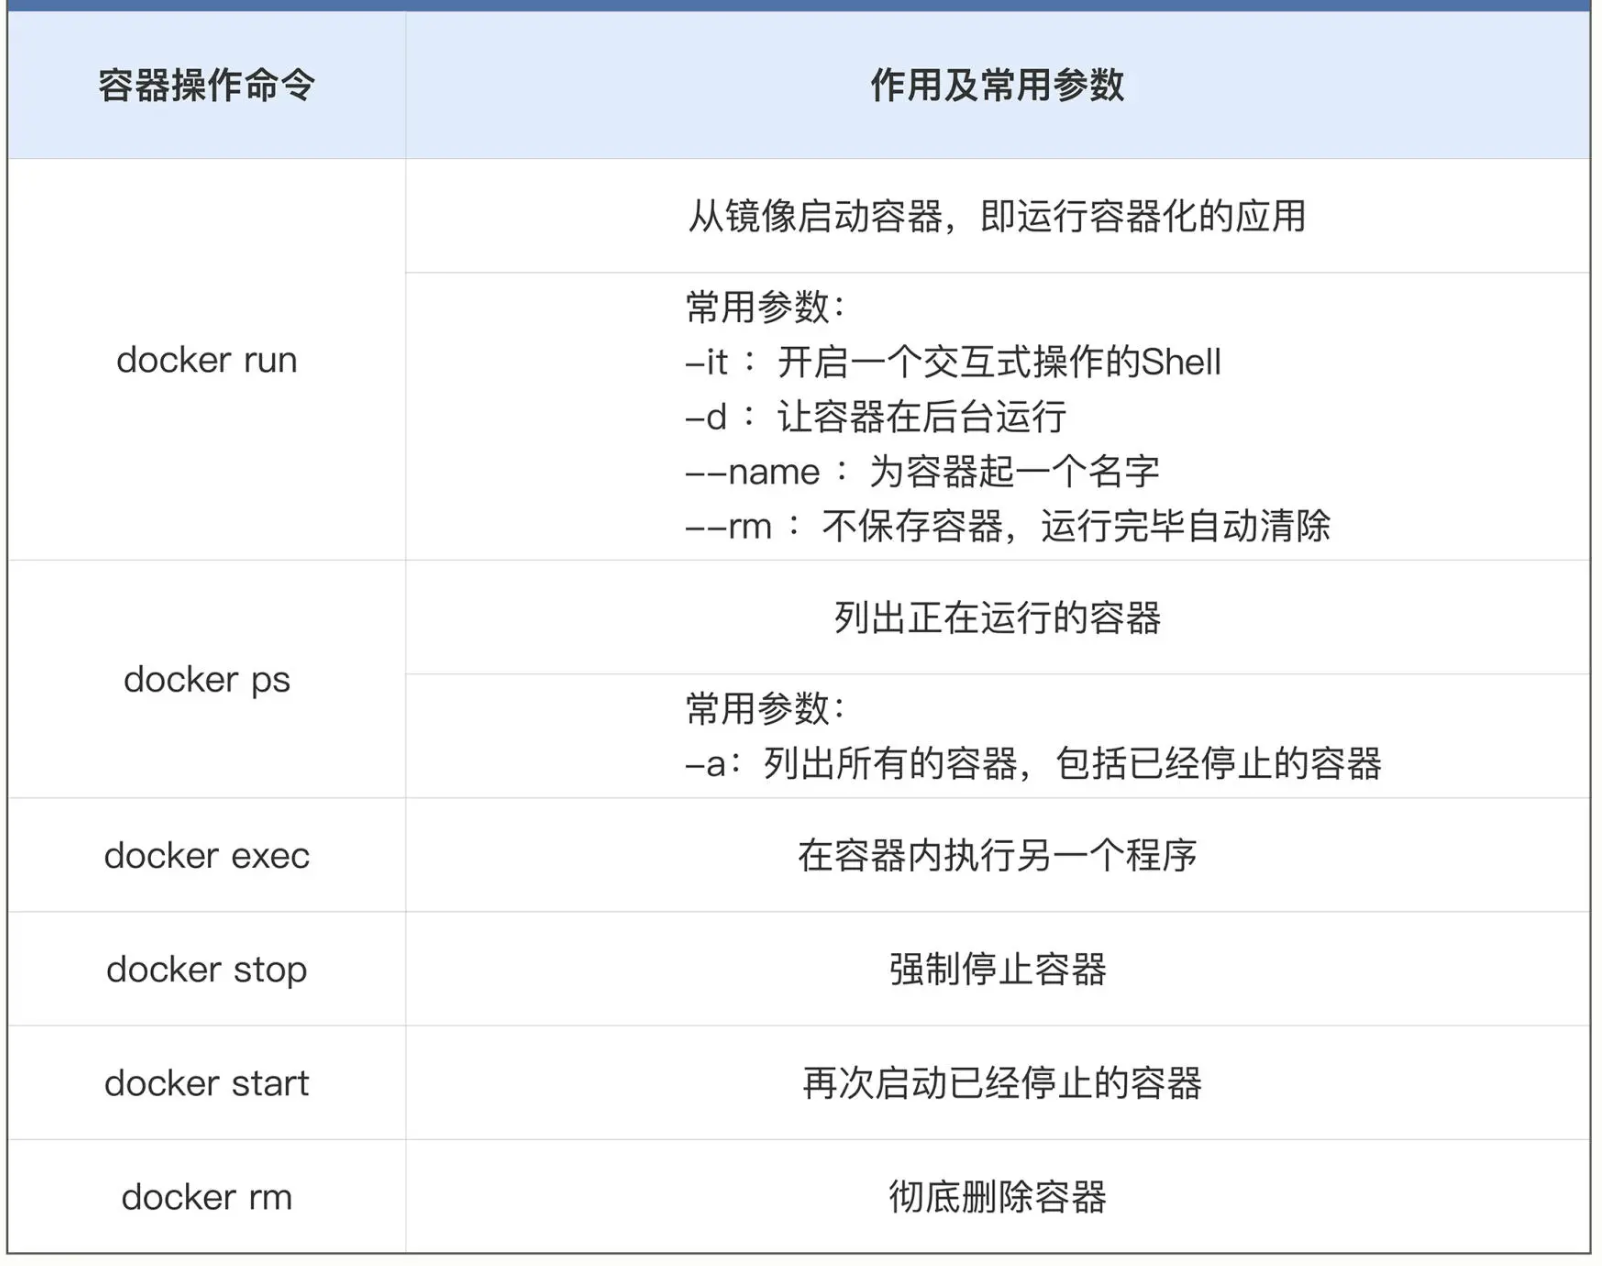 容器操作命令
作用及常用参数
docker run
从镜像启动容器，即运行容器化的应用
常用参数：
-it ：开启一个交互式操作的Shell
-d ：让容器在后台运行
--name ：为容器起一个名字
--rm ：不保存容器，运行完毕自动清除
docker ps
列出正在运行的容器
常用参数：
-a：列出所有的容器，包括已经停止的容器
docker exec
在容器内执行另一个程序
docker stop
强制停止容器
docker start
再次启动已经停止的容器
docker rm
彻底删除容器